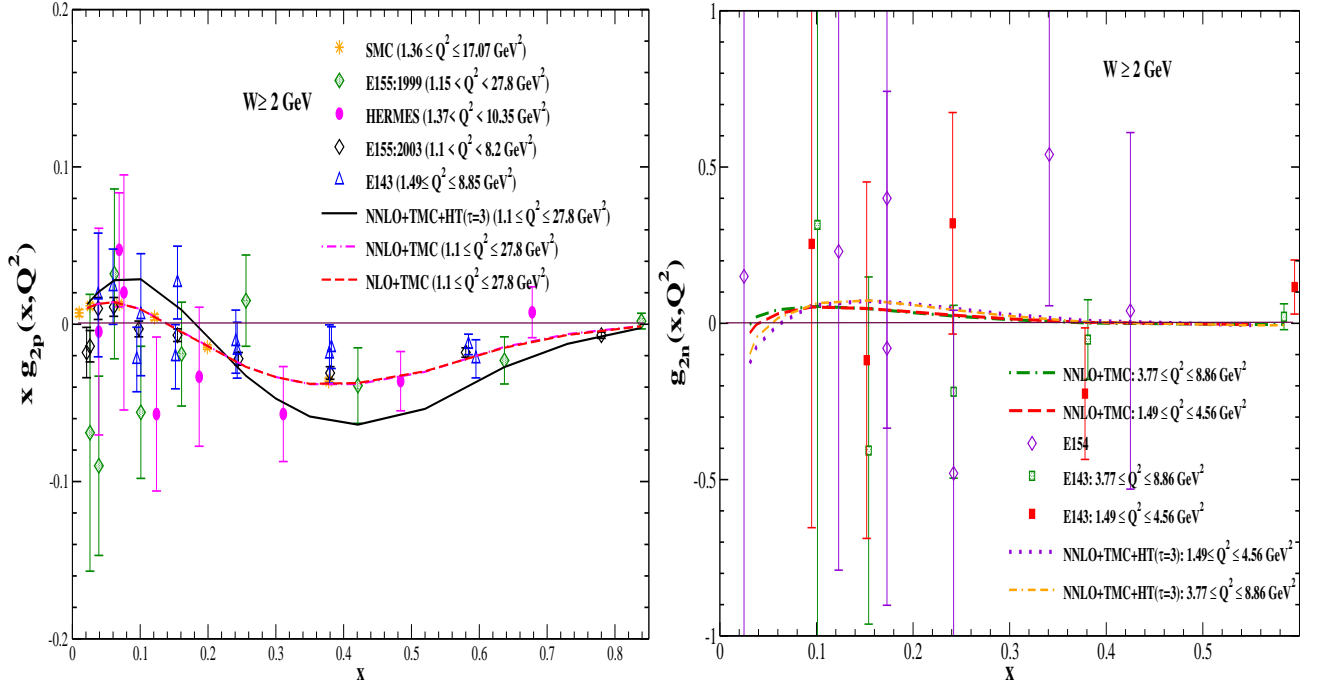 0.2
0.1
0
-0.1
-0.2
x g₂ₚ(x,Q²)
W≥ 2 GeV
SMC (1.36 ≤ Q² ≤ 17.07 GeV²)
E155:1999 (1.15 < Q² < 27.8 GeV²)
HERMES (1.37< Q² < 10.35 GeV²)
E155:2003 (1.1 < Q² < 8.2 GeV²)
E143 (1.49≤ Q² ≤ 8.85 GeV²)
NNLO+TMC+HT(τ=3) (1.1 ≤ Q² ≤ 27.8 GeV²)
NNLO+TMC (1.1 ≤ Q² ≤ 27.8 GeV²)
NLO+TMC (1.1 ≤ Q² ≤ 27.8 GeV²)
0 0.1 0.2 0.3 0.4 0.5 0.6 0.7 0.8
x
1
0.5
0
-0.5
-1
g₂ₙ(x,Q²)
W ≥ 2 GeV
NNLO+TMC: 3.77 ≤ Q² ≤ 8.86 GeV²
NNLO+TMC: 1.49 ≤ Q² ≤ 4.56 GeV²
E154
E143: 3.77 ≤ Q² ≤ 8.86 GeV²
E143: 1.49 ≤ Q² ≤ 4.56 GeV²
NNLO+TMC+HT(τ=3): 1.49 ≤ Q² ≤ 4.56 GeV²
NNLO+TMC+HT(τ=3): 3.77 ≤ Q² ≤ 8.86 GeV²
0 0.1 0.2 0.3 0.4 0.5
x